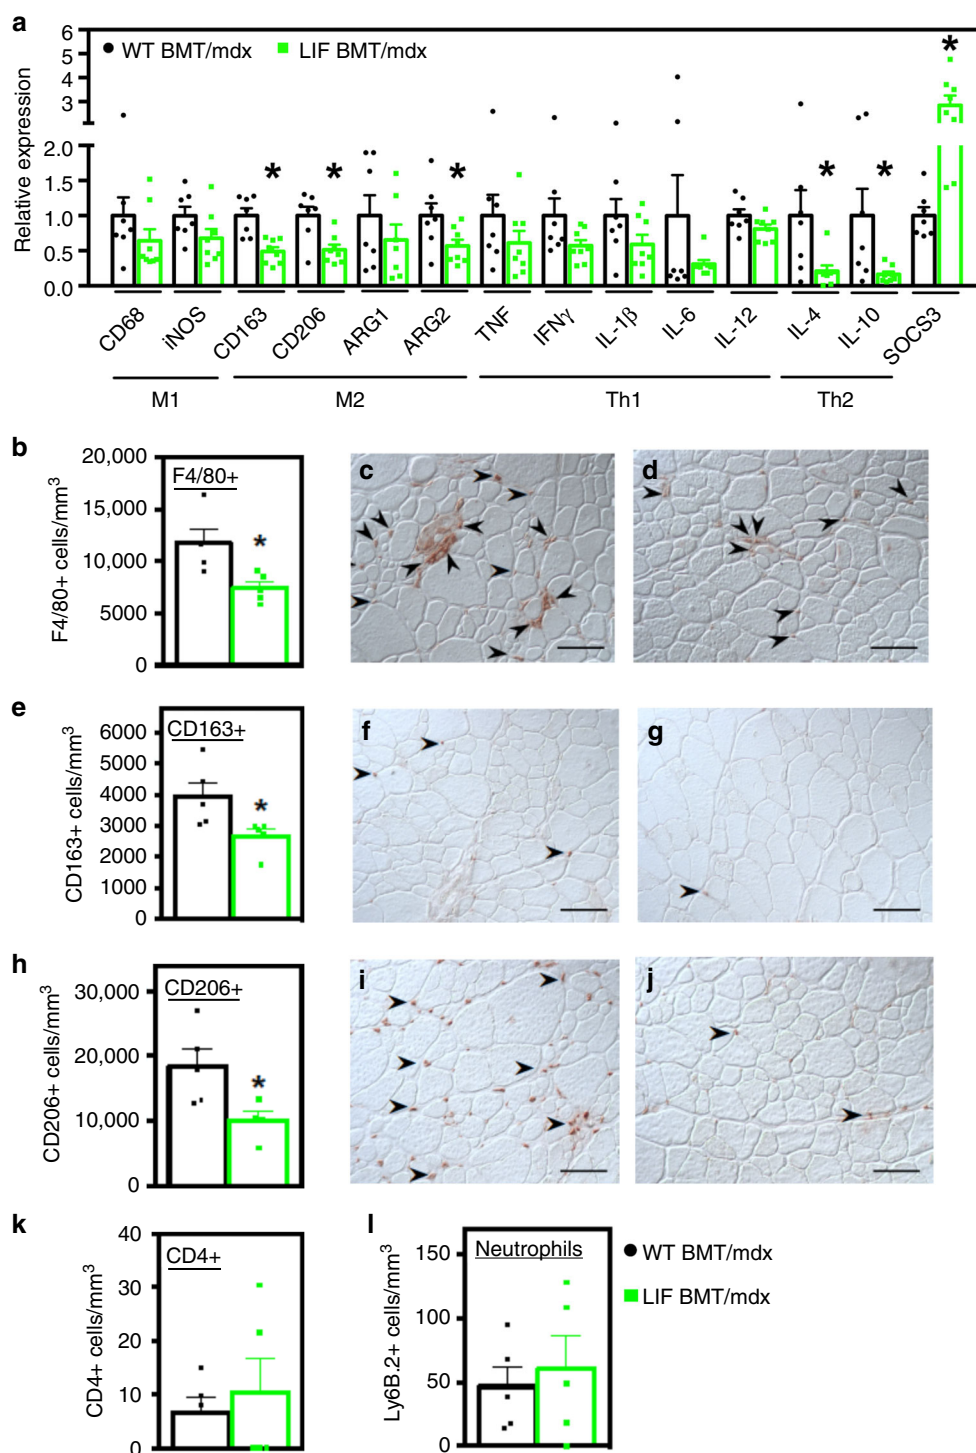 a
WT BMT/mdx LIF BMT/mdx
Relative expression
6
5
4
3
2.0
1.5
1.0
0.5
0.0
* * * * * * *
CD68 iNOS CD163 CD206 ARG1 ARG2 TNF IFNγ IL-1β IL-6 IL-12 IL-4 IL-10 SOCS3
M1 M2 Th1 Th2
b
F4/80+ cells/mm³
20,000
15,000
10,000
5000
0
F4/80+
*
c
d
e
CD163+ cells/mm³
6000
5000
4000
3000
2000
1000
0
CD163+
*
f
g
h
CD206+ cells/mm³
30,000
20,000
10,000
0
CD206+
*
i
j
k
CD4+ cells/mm³
40
30
20
10
0
CD4+
l
Ly6B.2+ cells/mm³
150
100
50
0
Neutrophils
WT BMT/mdx
LIF BMT/mdx